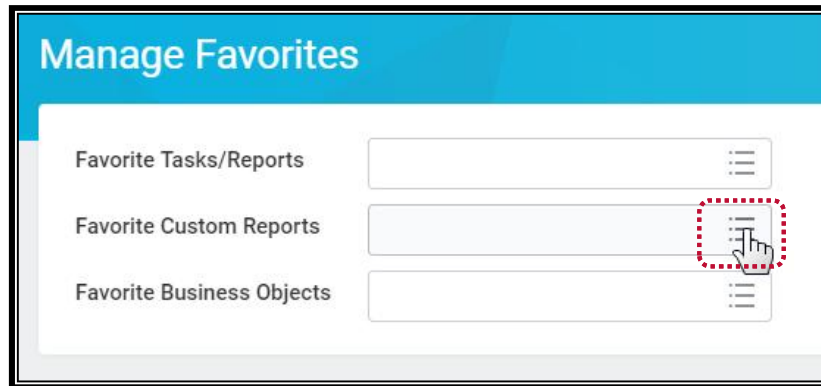 Manage Favorites
Favorite Tasks/Reports
Favorite Custom Reports
Favorite Business Objects